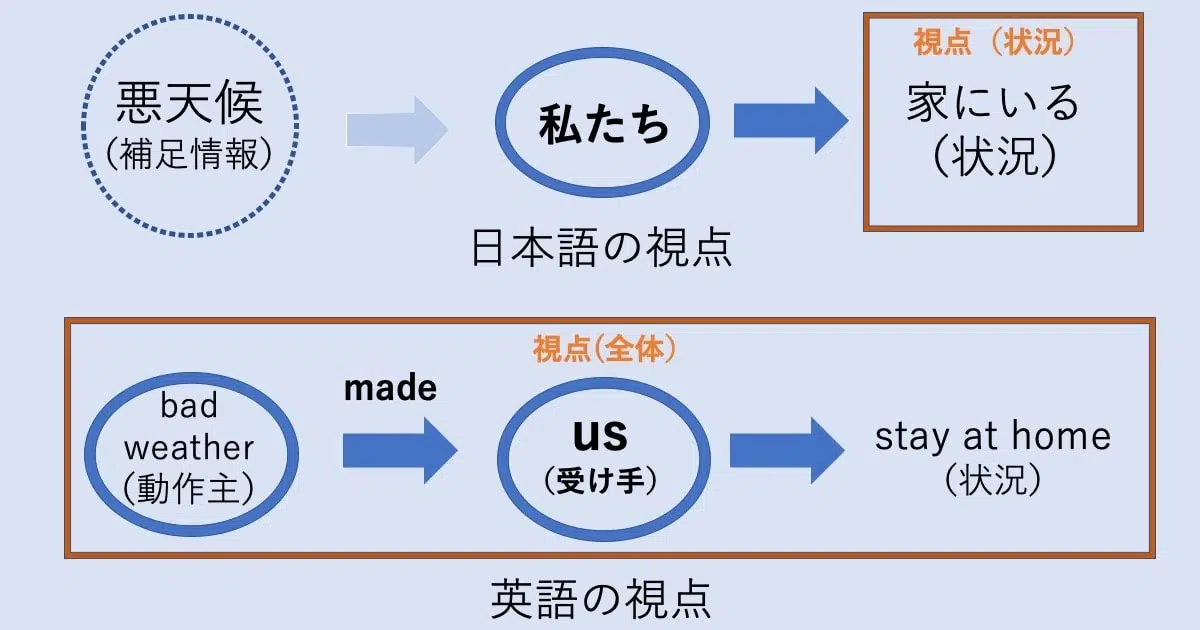 悪天候
(補足情報)
私たち
視点（状況）
家にいる
（状況）
日本語の視点
視点(全体）
bad
weather
（動作主）
made
us
（受け手）
stay at home
（状況）
英語の視点